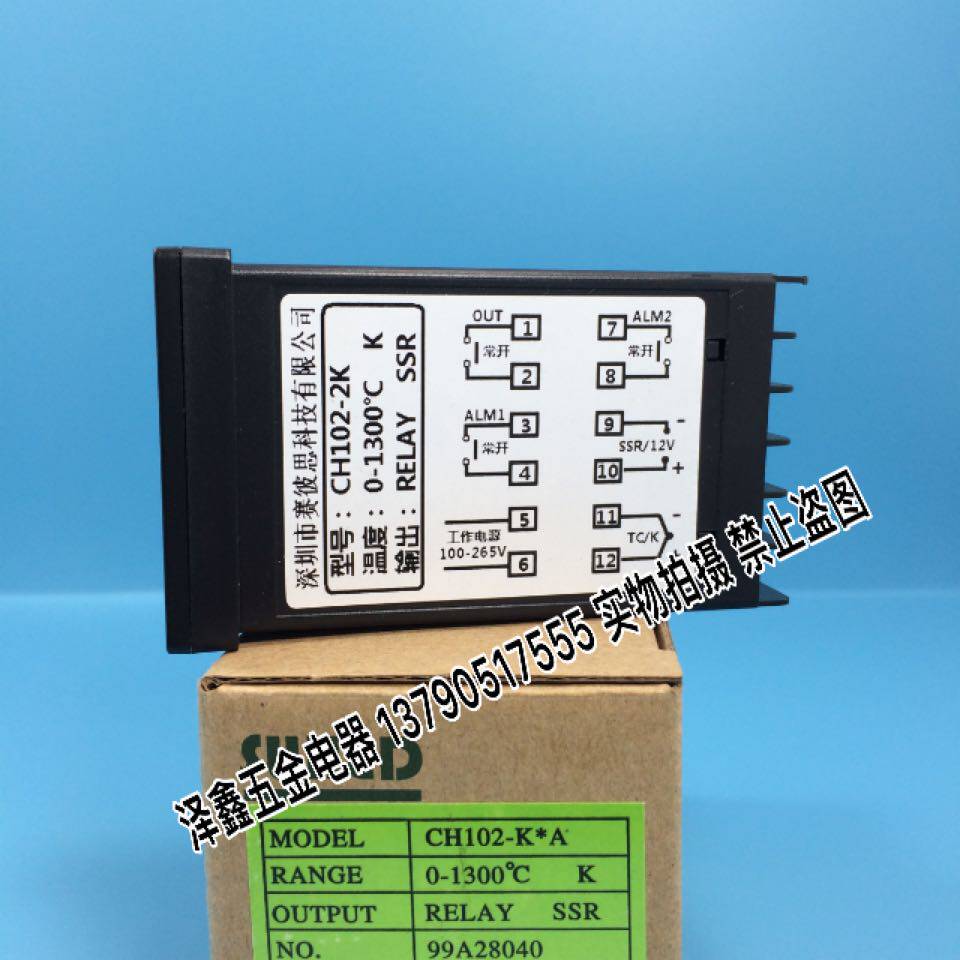 深圳市赛彼思科技有限公司
型号：CH102-2K
温度：0-1300℃ K
输出：RELAY SSR
OUT
1
常开
2
ALM1
3
常开
4
5
工作电源
100-265V
6
7
ALM2
常开
8
9
-
SSR/12V
10
+
11
-
TC/K
12
泽鑫五金电器 13790517555 实物拍摄 禁止盗图
MODEL CH102-K*A
RANGE 0-1300℃ K
OUTPUT RELAY SSR
NO. 99A28040